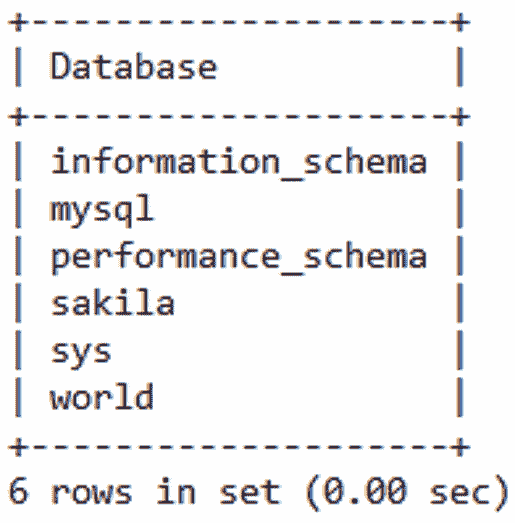 +--------------------+
| Database           |
+--------------------+
| information_schema |
| mysql              |
| performance_schema |
| sakila             |
| sys                |
| world              |
+--------------------+
6 rows in set (0.00 sec)